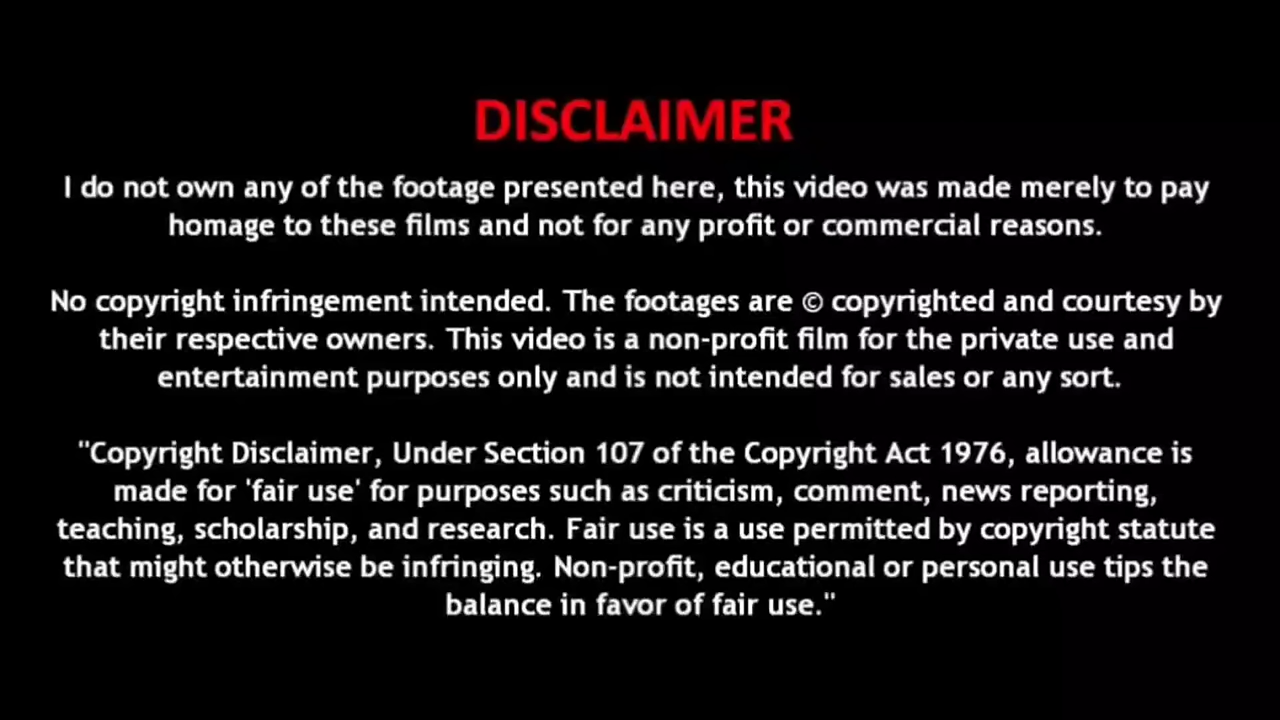 DISCLAIMER
I do not own any of the footage presented here, this video was made merely to pay
homage to these films and not for any profit or commercial reasons.
No copyright infringement intended. The footages are © copyrighted and courtesy by
their respective owners. This video is a non-profit film for the private use and
entertainment purposes only and is not intended for sales or any sort.
"Copyright Disclaimer, Under Section 107 of the Copyright Act 1976, allowance is
made for 'fair use' for purposes such as criticism, comment, news reporting,
teaching, scholarship, and research. Fair use is a use permitted by copyright statute
that might otherwise be infringing. Non-profit, educational or personal use tips the
balance in favor of fair use."